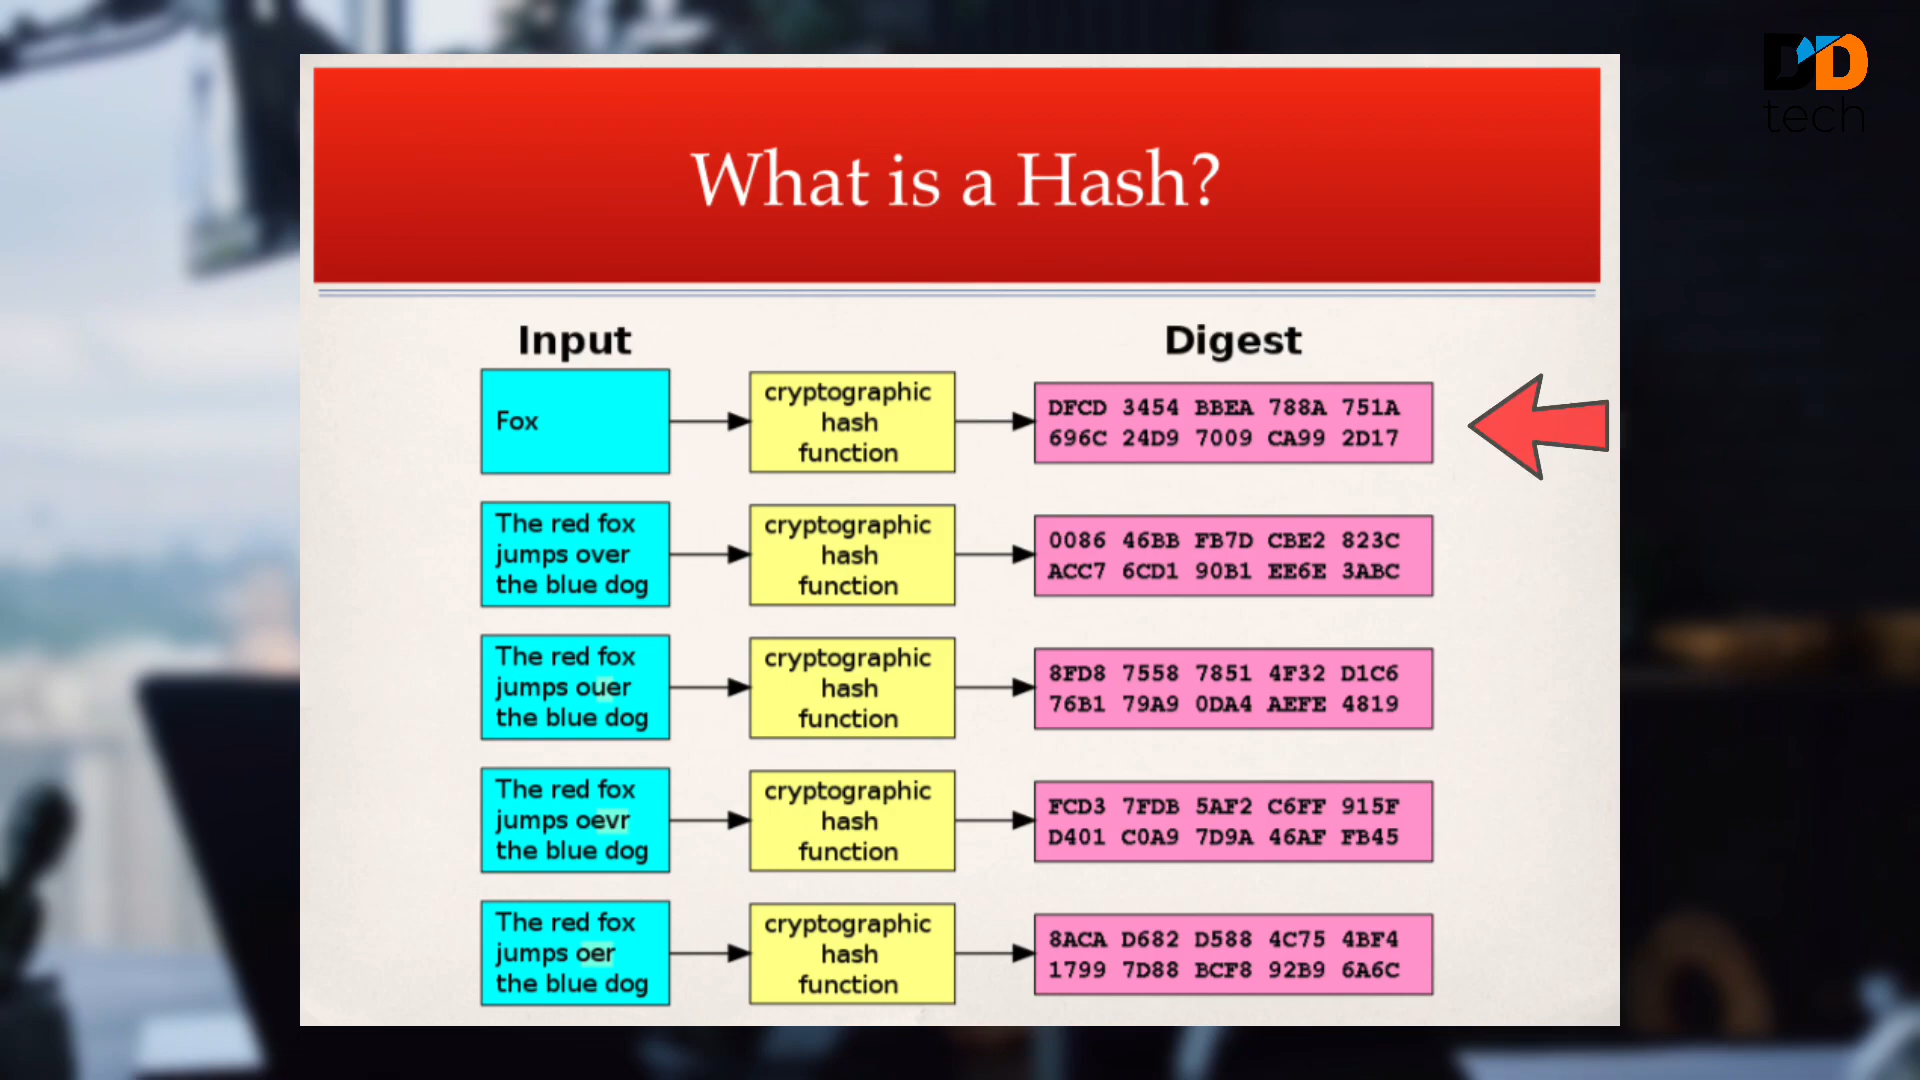 DD
tech
What is a Hash?
Input
Digest
Fox
cryptographic
hash
function
DFCD 3454 BBEA 788A 751A
696C 24D9 7009 CA99 2D17
The red fox
jumps over
the blue dog
cryptographic
hash
function
0086 46BB FB7D CBE2 823C
ACC7 6CD1 90B1 EE6E 3ABC
The red fox
jumps ouer
the blue dog
cryptographic
hash
function
8FD8 7558 7851 4F32 D1C6
76B1 79A9 0DA4 AEFE 4819
The red fox
jumps oevr
the blue dog
cryptographic
hash
function
FCD3 7FDB 5AF2 C6FF 915F
D401 C0A9 7D9A 46AF FB45
The red fox
jumps oer
the blue dog
cryptographic
hash
function
8ACA D682 D588 4C75 4BF4
1799 7D88 BCF8 92B9 6A6C